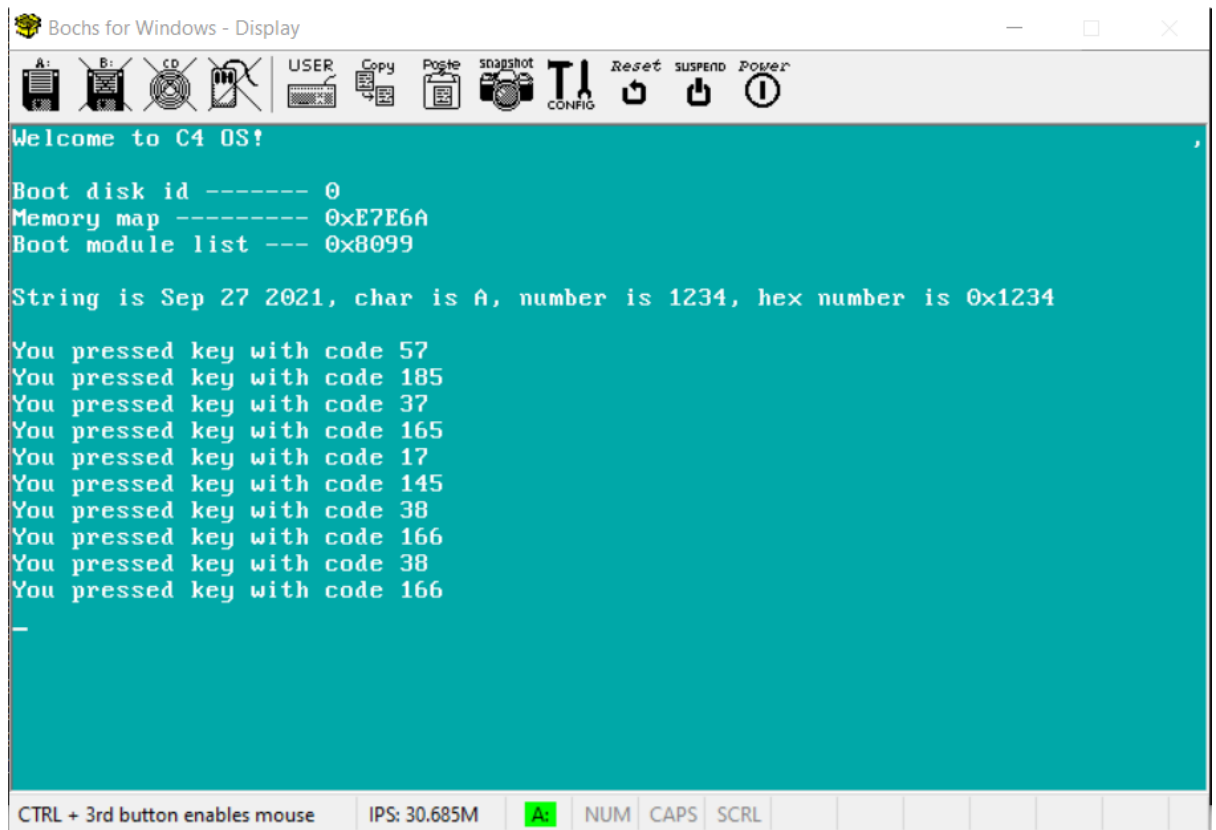 Bochs for Windows - Display
A: B: CD USER Copy Poste snapshot CONFIG Reset SUSPEND Power
Welcome to C4 OS! ,
Boot disk id ------- 0
Memory map --------- 0xE7E6A
Boot module list --- 0x8099
String is Sep 27 2021, char is A, number is 1234, hex number is 0x1234
You pressed key with code 57
You pressed key with code 185
You pressed key with code 37
You pressed key with code 165
You pressed key with code 17
You pressed key with code 145
You pressed key with code 38
You pressed key with code 166
You pressed key with code 38
You pressed key with code 166
_
CTRL + 3rd button enables mouse IPS: 30.685M A: NUM CAPS SCRL